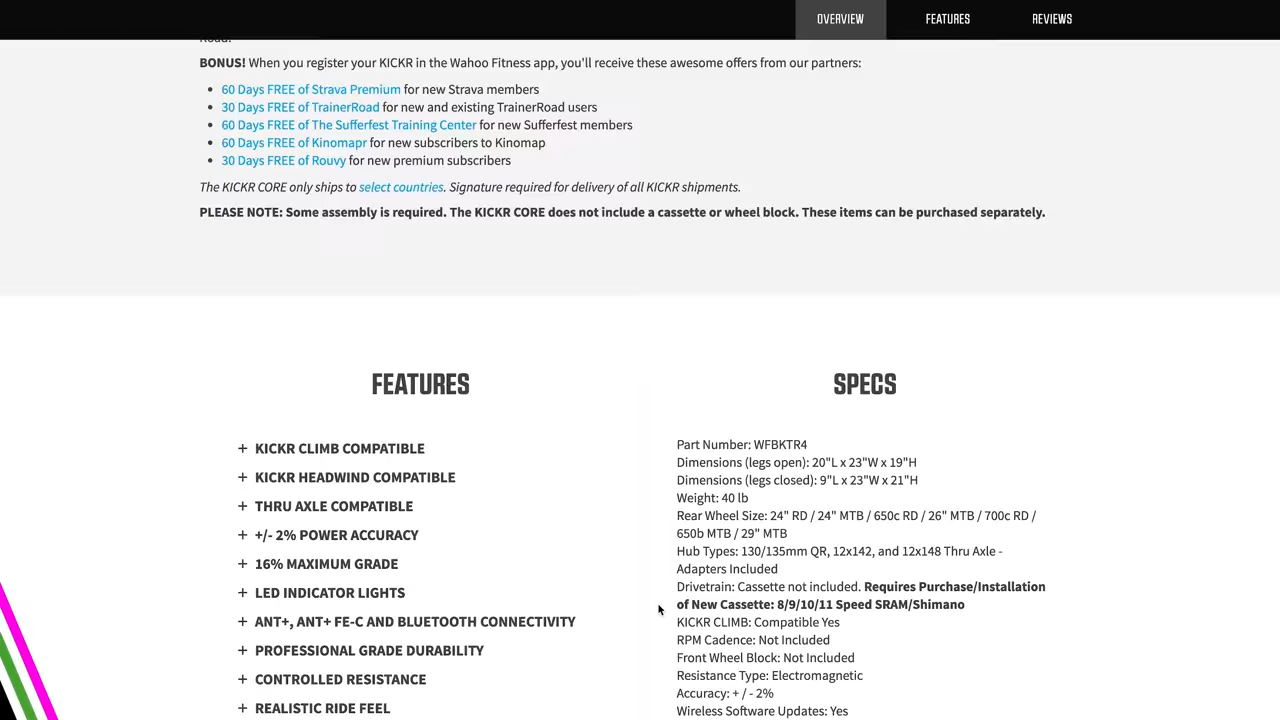 OVERVIEW FEATURES REVIEWS
Road.
BONUS! When you register your KICKR in the Wahoo Fitness app, you'll receive these awesome offers from our partners:
60 Days FREE of Strava Premium for new Strava members
30 Days FREE of TrainerRoad for new and existing TrainerRoad users
60 Days FREE of The Sufferfest Training Center for new Sufferfest members
60 Days FREE of Kinomapr for new subscribers to Kinomap
30 Days FREE of Rouvy for new premium subscribers
The KICKR CORE only ships to select countries. Signature required for delivery of all KICKR shipments.
PLEASE NOTE: Some assembly is required. The KICKR CORE does not include a cassette or wheel block. These items can be purchased separately.
FEATURES
+ KICKR CLIMB COMPATIBLE
+ KICKR HEADWIND COMPATIBLE
+ THRU AXLE COMPATIBLE
+ +/- 2% POWER ACCURACY
+ 16% MAXIMUM GRADE
+ LED INDICATOR LIGHTS
+ ANT+, ANT+ FE-C AND BLUETOOTH CONNECTIVITY
+ PROFESSIONAL GRADE DURABILITY
+ CONTROLLED RESISTANCE
+ REALISTIC RIDE FEEL
SPECS
Part Number: WFBKTR4
Dimensions (legs open): 20"L x 23"W x 19"H
Dimensions (legs closed): 9"L x 23"W x 21"H
Weight: 40 lb
Rear Wheel Size: 24" RD / 24" MTB / 650c RD / 26" MTB / 700c RD /
650b MTB / 29" MTB
Hub Types: 130/135mm QR, 12x142, and 12x148 Thru Axle -
Adapters Included
Drivetrain: Cassette not included. Requires Purchase/Installation
of New Cassette: 8/9/10/11 Speed SRAM/Shimano
KICKR CLIMB: Compatible Yes
RPM Cadence: Not Included
Front Wheel Block: Not Included
Resistance Type: Electromagnetic
Accuracy: + / - 2%
Wireless Software Updates: Yes